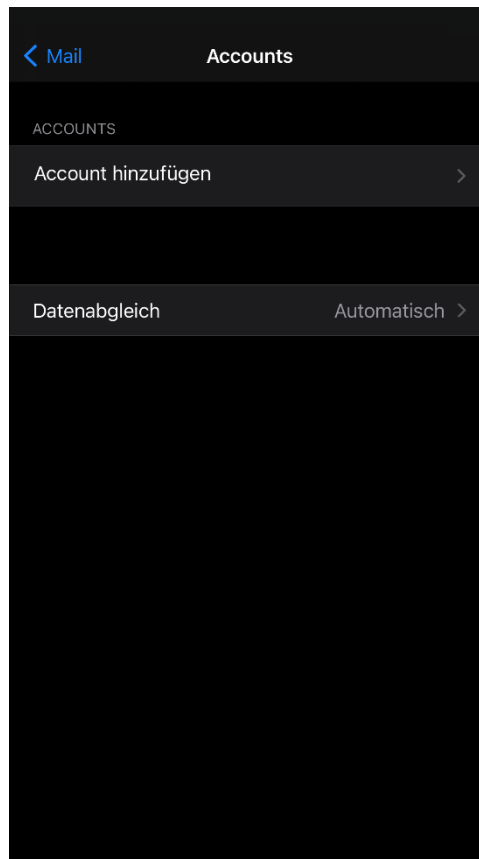 Mail
Accounts
ACCOUNTS
Account hinzufügen
Datenabgleich Automatisch